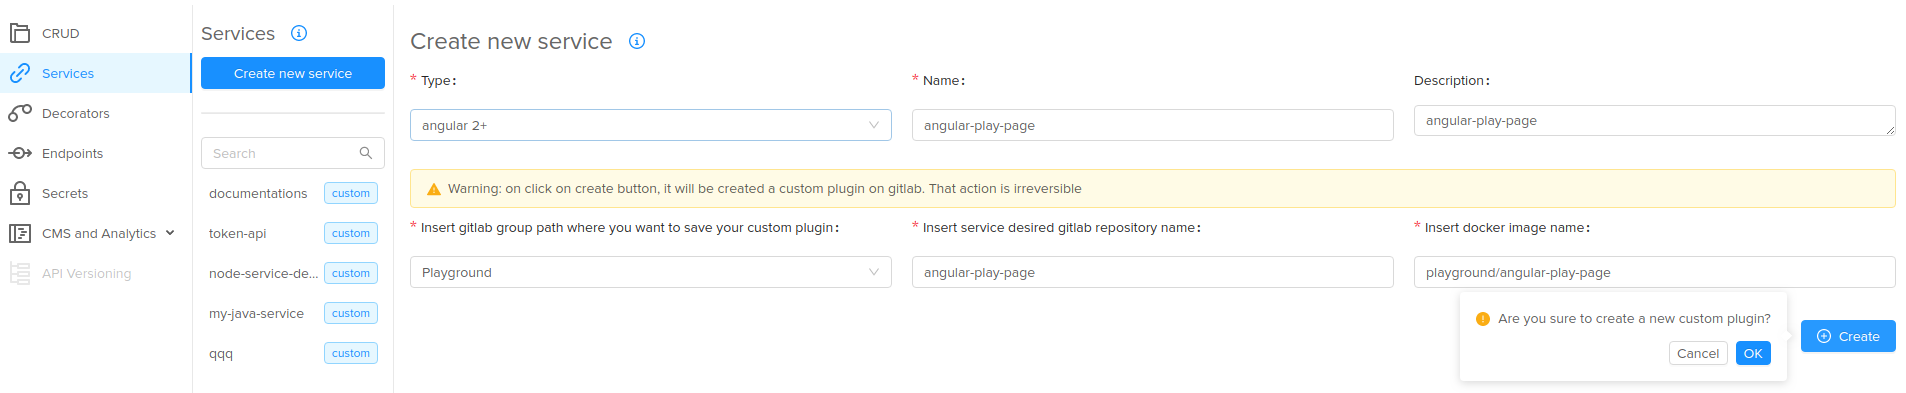 CRUD
Services
Decorators
Endpoints
Secrets
CMS and Analytics
API Versioning
Services
Create new service
Search
documentations custom
token-api custom
node-service-de... custom
my-java-service custom
qqq custom
Create new service
* Type: * Name: Description:
angular 2+ angular-play-page angular-play-page
Warning: on click on create button, it will be created a custom plugin on gitlab. That action is irreversible
* Insert gitlab group path where you want to save your custom plugin: * Insert service desired gitlab repository name: * Insert docker image name:
Playground angular-play-page playground/angular-play-page
Are you sure to create a new custom plugin?
Cancel OK
Create